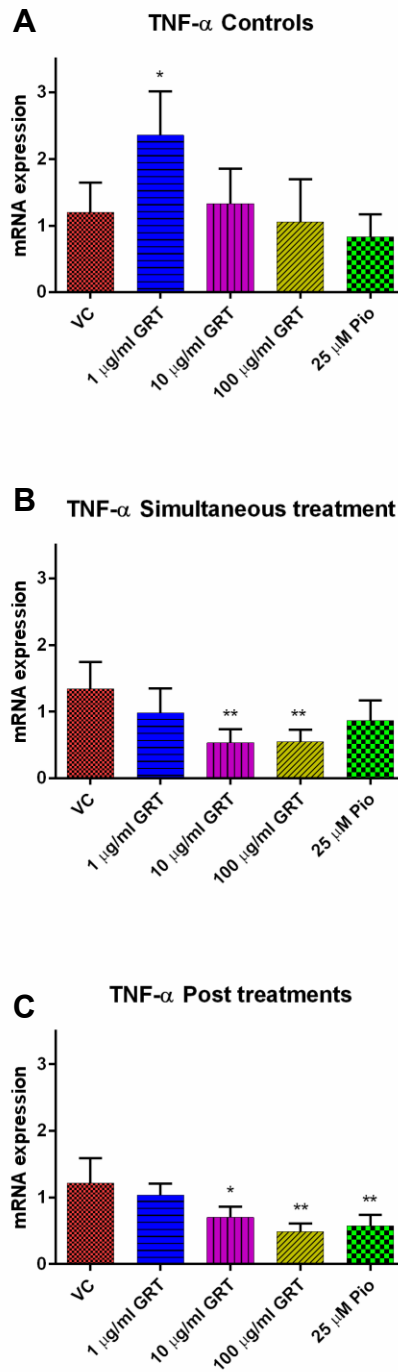 A
TNF-α Controls
mRNA expression
3
2
1
0
*
VC
1 µg/ml GRT
10 µg/ml GRT
100 µg/ml GRT
25 µM Pio
B
TNF-α Simultaneous treatment
mRNA expression
3
2
1
0
** **
VC
1 µg/ml GRT
10 µg/ml GRT
100 µg/ml GRT
25 µM Pio
C
TNF-α Post treatments
mRNA expression
3
2
1
0
* ** **
VC
1 µg/ml GRT
10 µg/ml GRT
100 µg/ml GRT
25 µM Pio